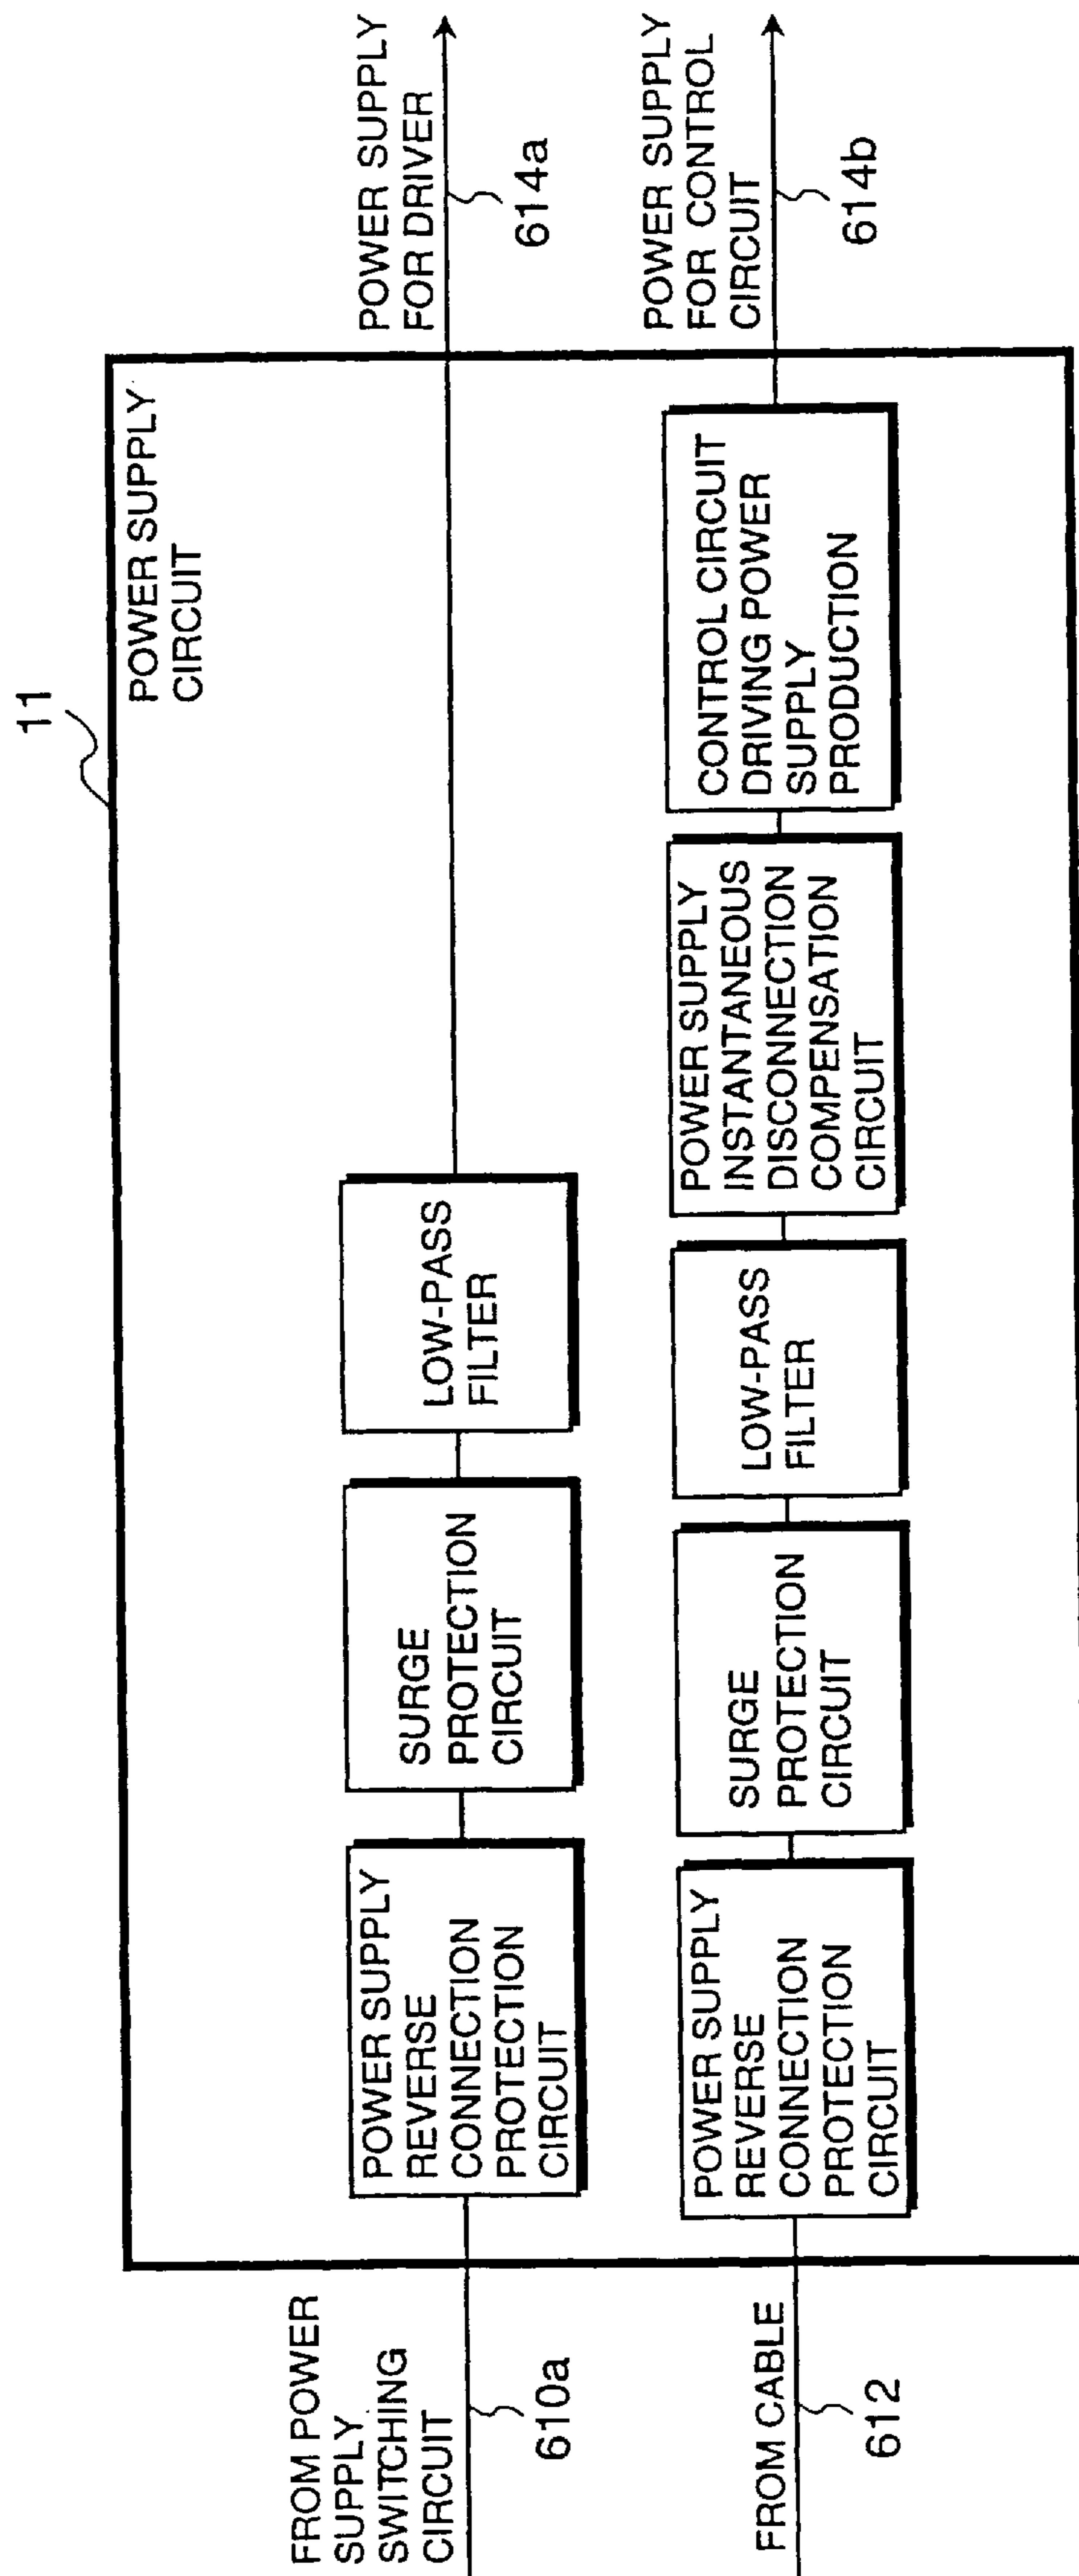 11
POWER SUPPLY
CIRCUIT
FROM POWER
SUPPLY
SWITCHING
CIRCUIT
610a
POWER SUPPLY
REVERSE
CONNECTION
PROTECTION
CIRCUIT
SURGE
PROTECTION
CIRCUIT
LOW-PASS
FILTER
POWER SUPPLY
FOR DRIVER
614a
FROM CABLE
612
POWER SUPPLY
REVERSE
CONNECTION
PROTECTION
CIRCUIT
SURGE
PROTECTION
CIRCUIT
LOW-PASS
FILTER
POWER SUPPLY
INSTANTANEOUS
DISCONNECTION
COMPENSATION
CIRCUIT
CONTROL CIRCUIT
DRIVING POWER
SUPPLY
PRODUCTION
POWER SUPPLY
FOR CONTROL
CIRCUIT
614b